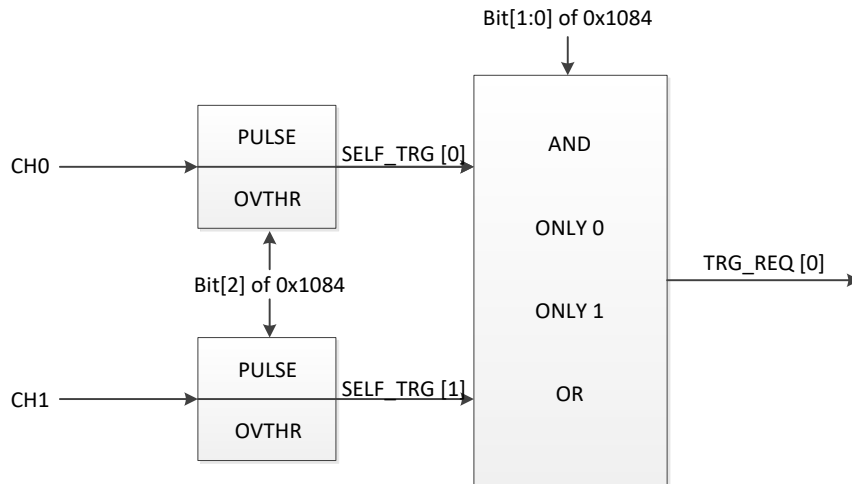 Bit[1:0] of 0x1084
PULSE
OVTHR
CH0
SELF_TRG [0]
Bit[2] of 0x1084
PULSE
OVTHR
CH1
SELF_TRG [1]
AND
ONLY 0
ONLY 1
OR
TRG_REQ [0]